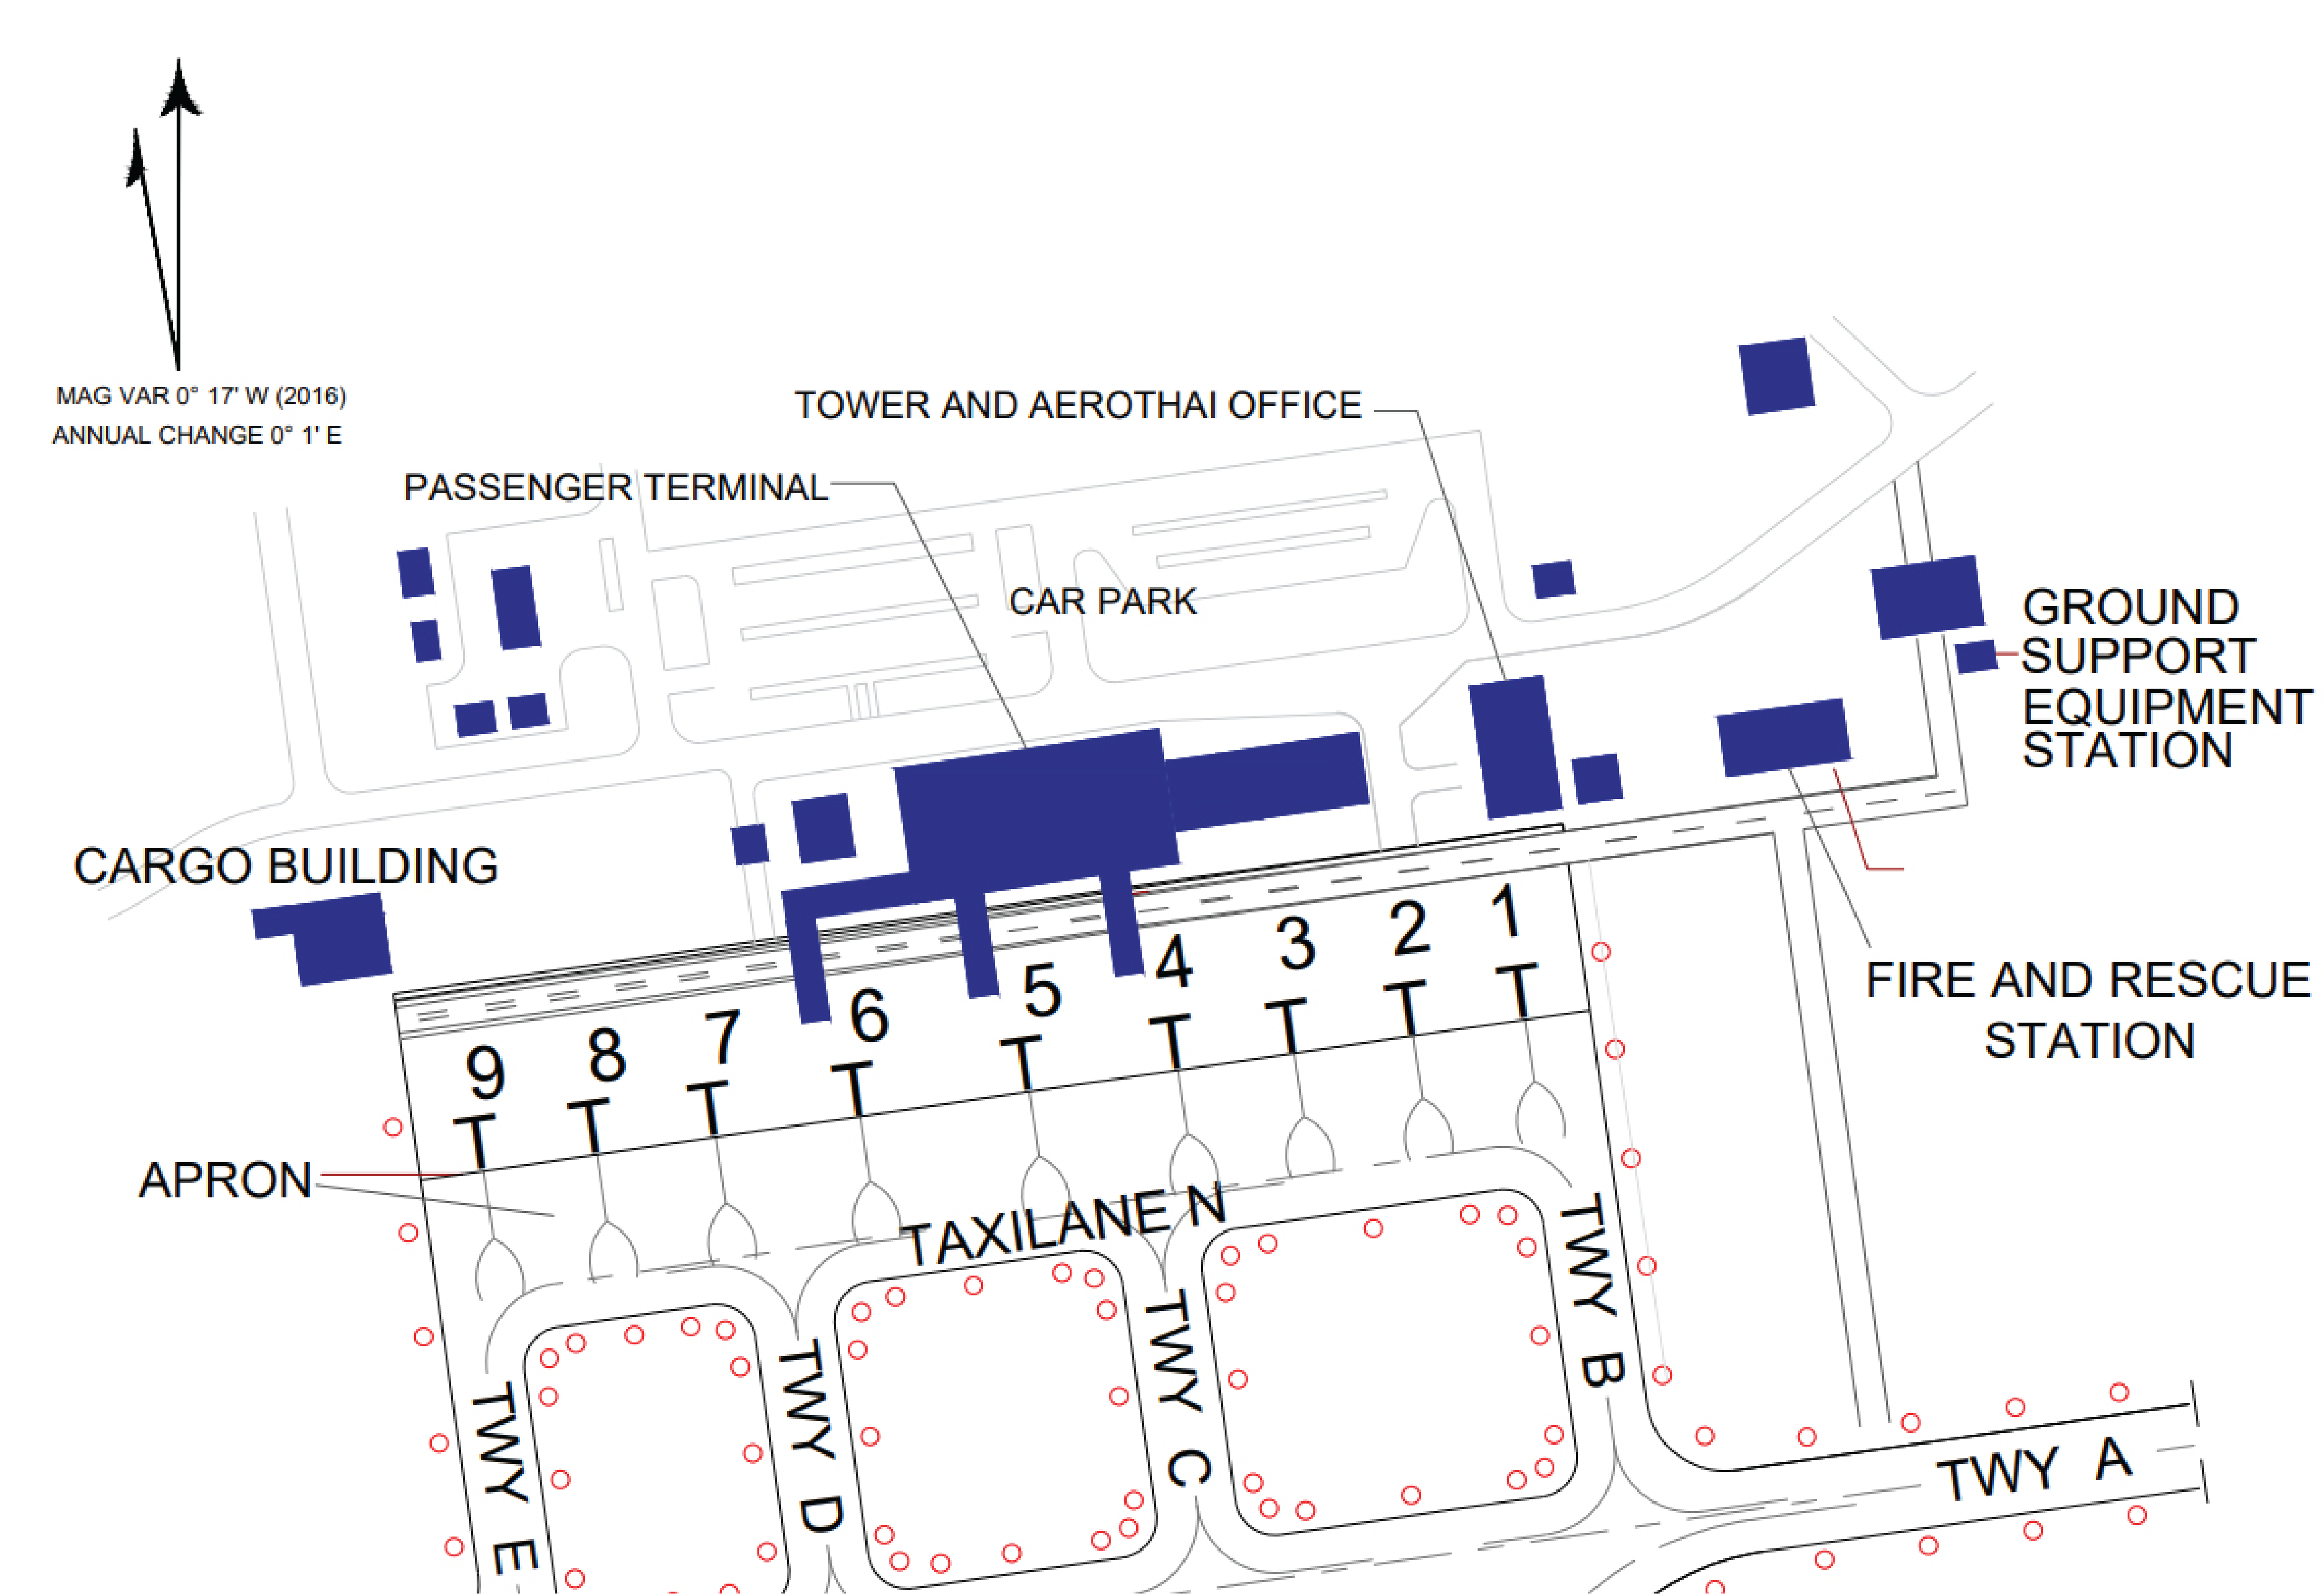 MAG VAR 0° 17' W (2016)
ANNUAL CHANGE 0° 1' E
TOWER AND AEROTHAI OFFICE
PASSENGER TERMINAL
CAR PARK
GROUND
SUPPORT
EQUIPMENT
STATION
CARGO BUILDING
FIRE AND RESCUE
STATION
1
2
3
4
5
6
7
8
9
T
T
T
T
T
T
T
T
T
APRON
TAXILANE N
TWY B
TWY C
TWY D
TWY E
TWY A